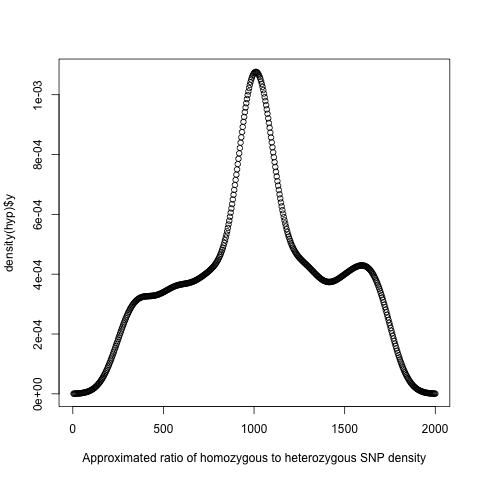 density(hyp)$y
1e-03
8e-04
6e-04
4e-04
2e-04
0e+00
0 500 1000 1500 2000
Approximated ratio of homozygous to heterozygous SNP density